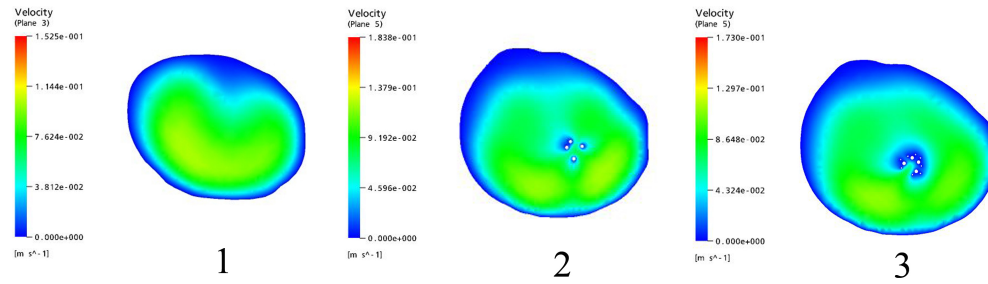 Velocity
(Plane 3)
1.525e-001
1.144e-001
7.624e-002
3.812e-002
0.000e+000
[m s^-1]
1
Velocity
(Plane 5)
1.838e-001
1.379e-001
9.192e-002
4.596e-002
0.000e+000
[m s^-1]
2
Velocity
(Plane 5)
1.730e-001
1.297e-001
8.648e-002
4.324e-002
0.000e+000
[m s^-1]
3